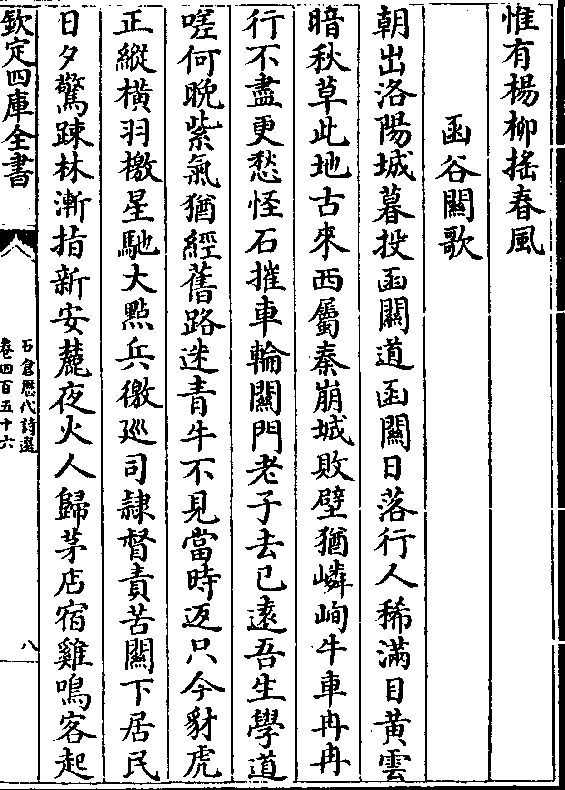 惟有楊柳搖春風
函谷關歌
朝出洛陽城暮投函關道函關日落行人稀滿目黃雲
暗秋草此地古來西屬秦崩城敗壁猶嶙峋牛車冉冉
行不盡更愁怪石摧車輪關門老子去已遠吾生學道
嗟何晚紫氣猶經舊路迷青牛不見當時返只今豺虎
正縱橫羽檄星馳大點兵徼廵司隷督責苦關下居民
日夕驚踈林漸指新安麓夜火人歸茅店宿雞鳴客起
欽定四庫全書
石倉歷代詩選
卷四百五十六
八